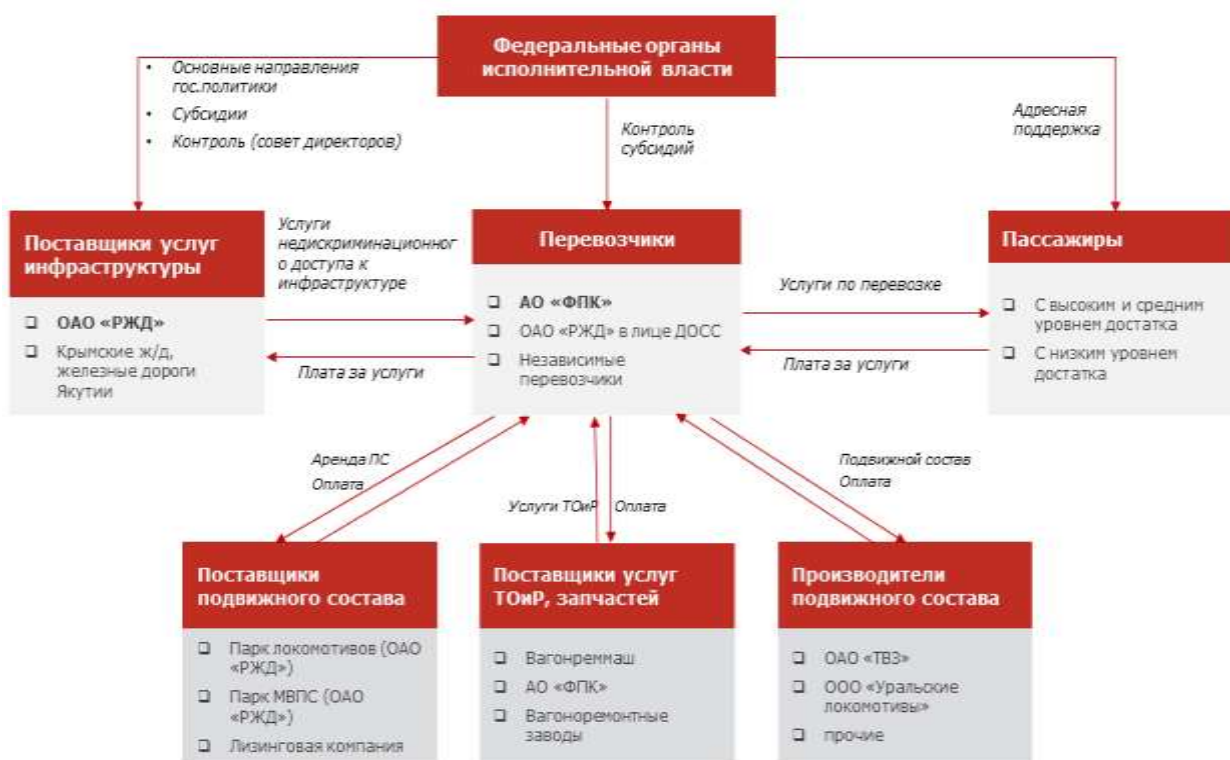 Федеральные органы
исполнительной власти
• Основные направления
гос.политики
• Субсидии
• Контроль (совет директоров)
Контроль
субсидий
Адресная
поддержка
Поставщики услуг
инфраструктуры
❑ ОАО «РЖД»
❑ Крымские ж/д,
железные дороги
Якутии
Услуги
недискриминационног
о доступа к
инфраструктуре
Плата за услуги
Перевозчики
❑ АО «ФПК»
❑ ОАО «РЖД» в лице ДОСС
❑ Независимые
перевозчики
Услуги по перевозке
Плата за услуги
Пассажиры
❑ С высоким и средним
уровнем достатка
❑ С низким уровнем
достатка
Аренда ПС
Оплата
Услуги ТОиР
Оплата
Подвижной состав
Оплата
Поставщики
подвижного состава
❑ Парк локомотивов (ОАО
«РЖД»)
❑ Парк МВПС (ОАО
«РЖД»)
❑ Лизинговая компания
Поставщики услуг
ТОиР, запчастей
❑ Вагонреммаш
❑ АО «ФПК»
❑ Вагоноремонтные
заводы
Производители
подвижного состава
❑ ОАО «ТВЗ»
❑ ООО «Уральские
локомотивы»
❑ прочие